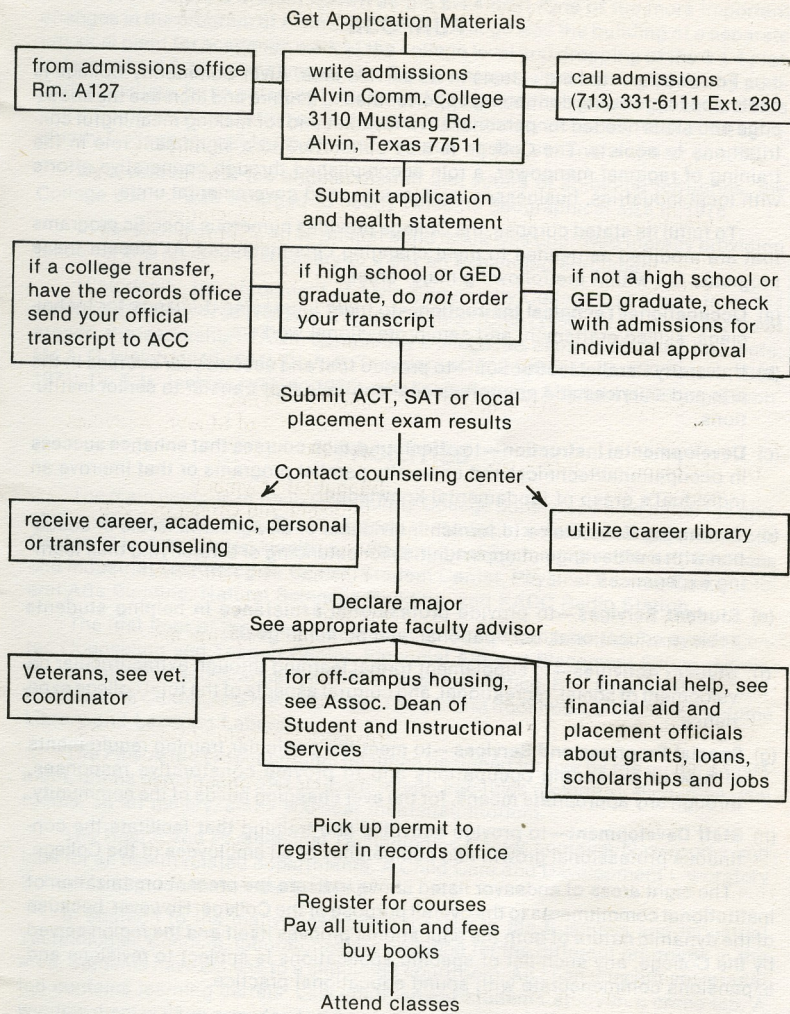 Get Application Materials
from admissions office
Rm. A127
write admissions
Alvin Comm. College
3110 Mustang Rd.
Alvin, Texas 77511
call admissions
(713) 331-6111 Ext. 230
Submit application
and health statement
if a college transfer,
have the records office
send your official
transcript to ACC
if high school or GED
graduate, do not order
your transcript
if not a high school or
GED graduate, check
with admissions for
individual approval
Submit ACT, SAT or local
placement exam results
Contact counseling center
receive career, academic, personal
or transfer counseling
utilize career library
Declare major
See appropriate faculty advisor
Veterans, see vet.
coordinator
for off-campus housing,
see Assoc. Dean of
Student and Instructional
Services
for financial help, see
financial aid and
placement officials
about grants, loans,
scholarships and jobs
Pick up permit to
register in records office
Register for courses
Pay all tuition and fees
buy books
Attend classes